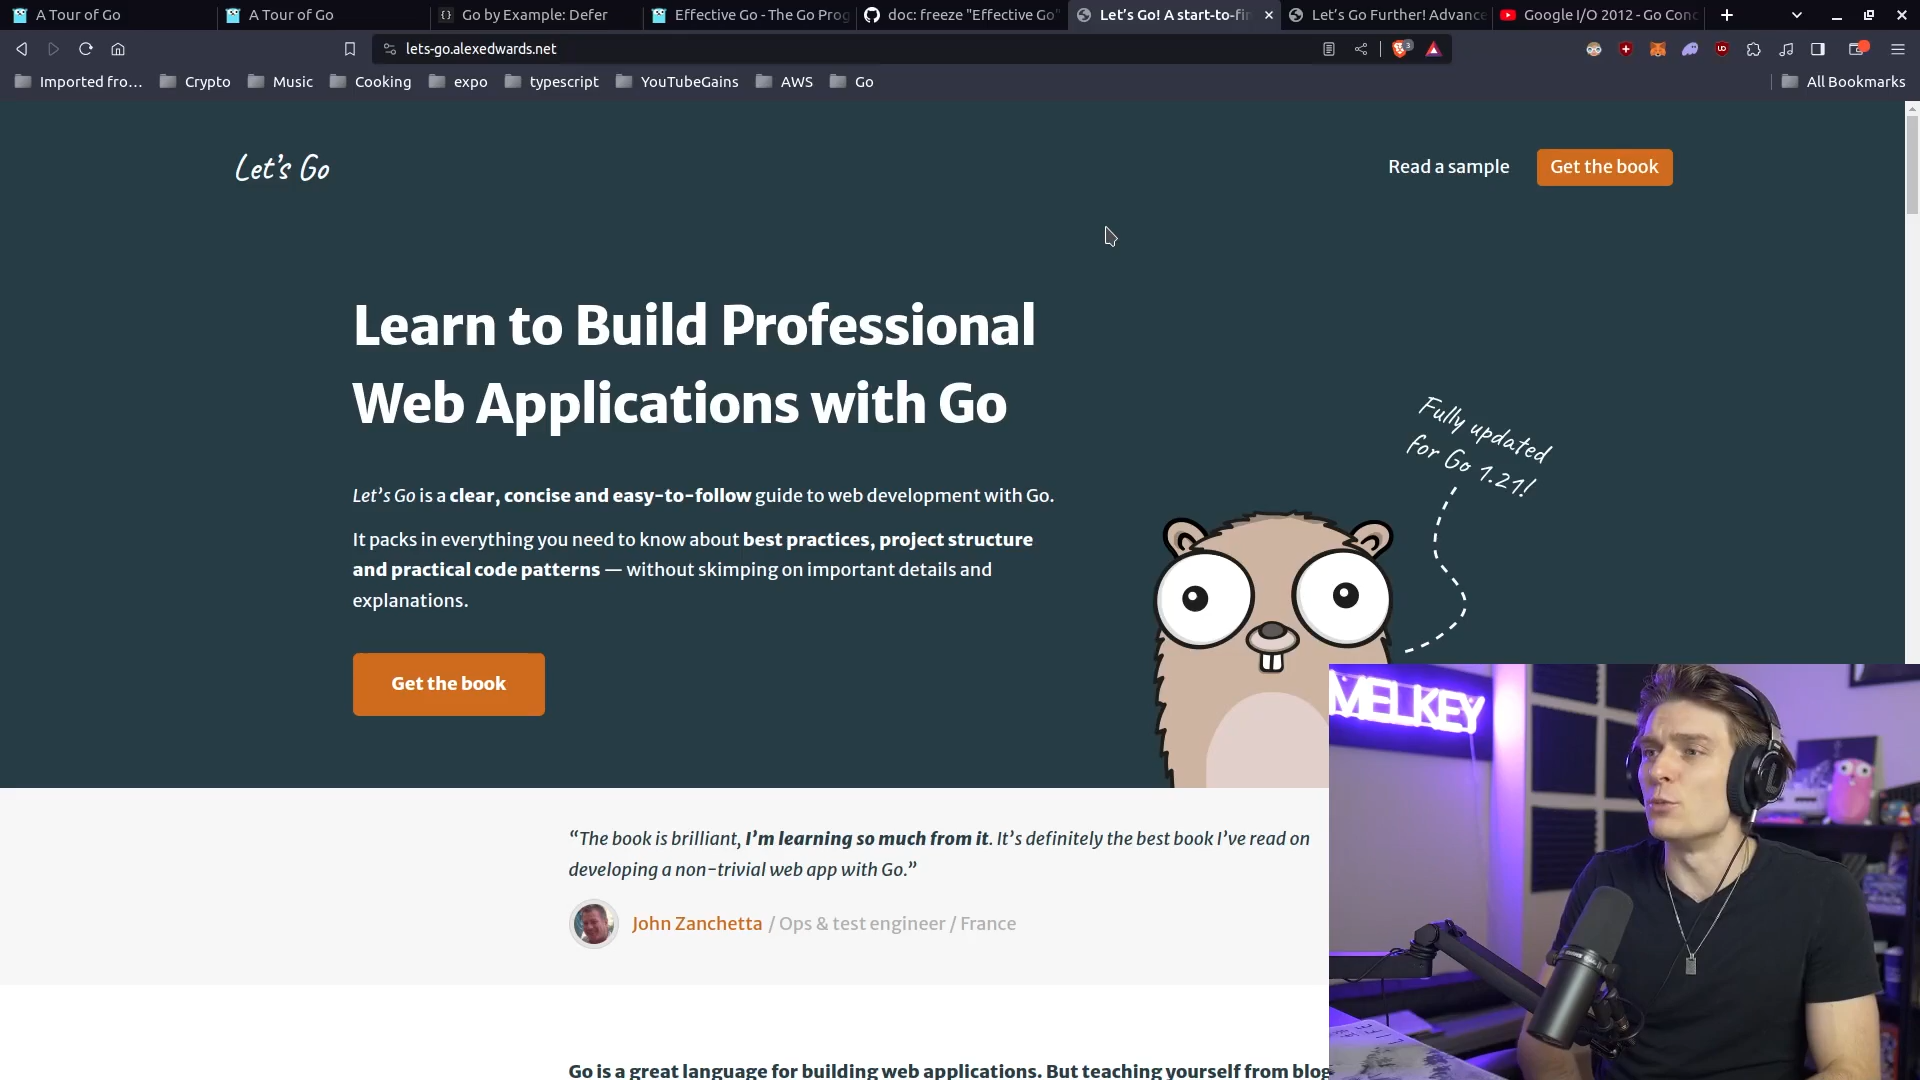 A Tour of Go
A Tour of Go
Go by Example: Defer
Effective Go - The Go Prog
doc: freeze "Effective Go"
Let's Go! A start-to-fin
Let's Go Further! Advance
Google I/O 2012 - Go Conc
lets-go.alexedwards.net
3
Imported fro...
Crypto
Music
Cooking
expo
typescript
YouTubeGains
AWS
Go
All Bookmarks
Let's Go
Read a sample
Get the book
Learn to Build Professional
Web Applications with Go
Fully updated
for Go 1.21!
Let's Go is a clear, concise and easy-to-follow guide to web development with Go.
It packs in everything you need to know about best practices, project structure
and practical code patterns — without skimping on important details and
explanations.
Get the book
MELKEY
“The book is brilliant, I’m learning so much from it. It’s definitely the best book I’ve read on
developing a non-trivial web app with Go.”
John Zanchetta / Ops & test engineer / France
Go is a great language for building web applications. But teaching yourself from blog